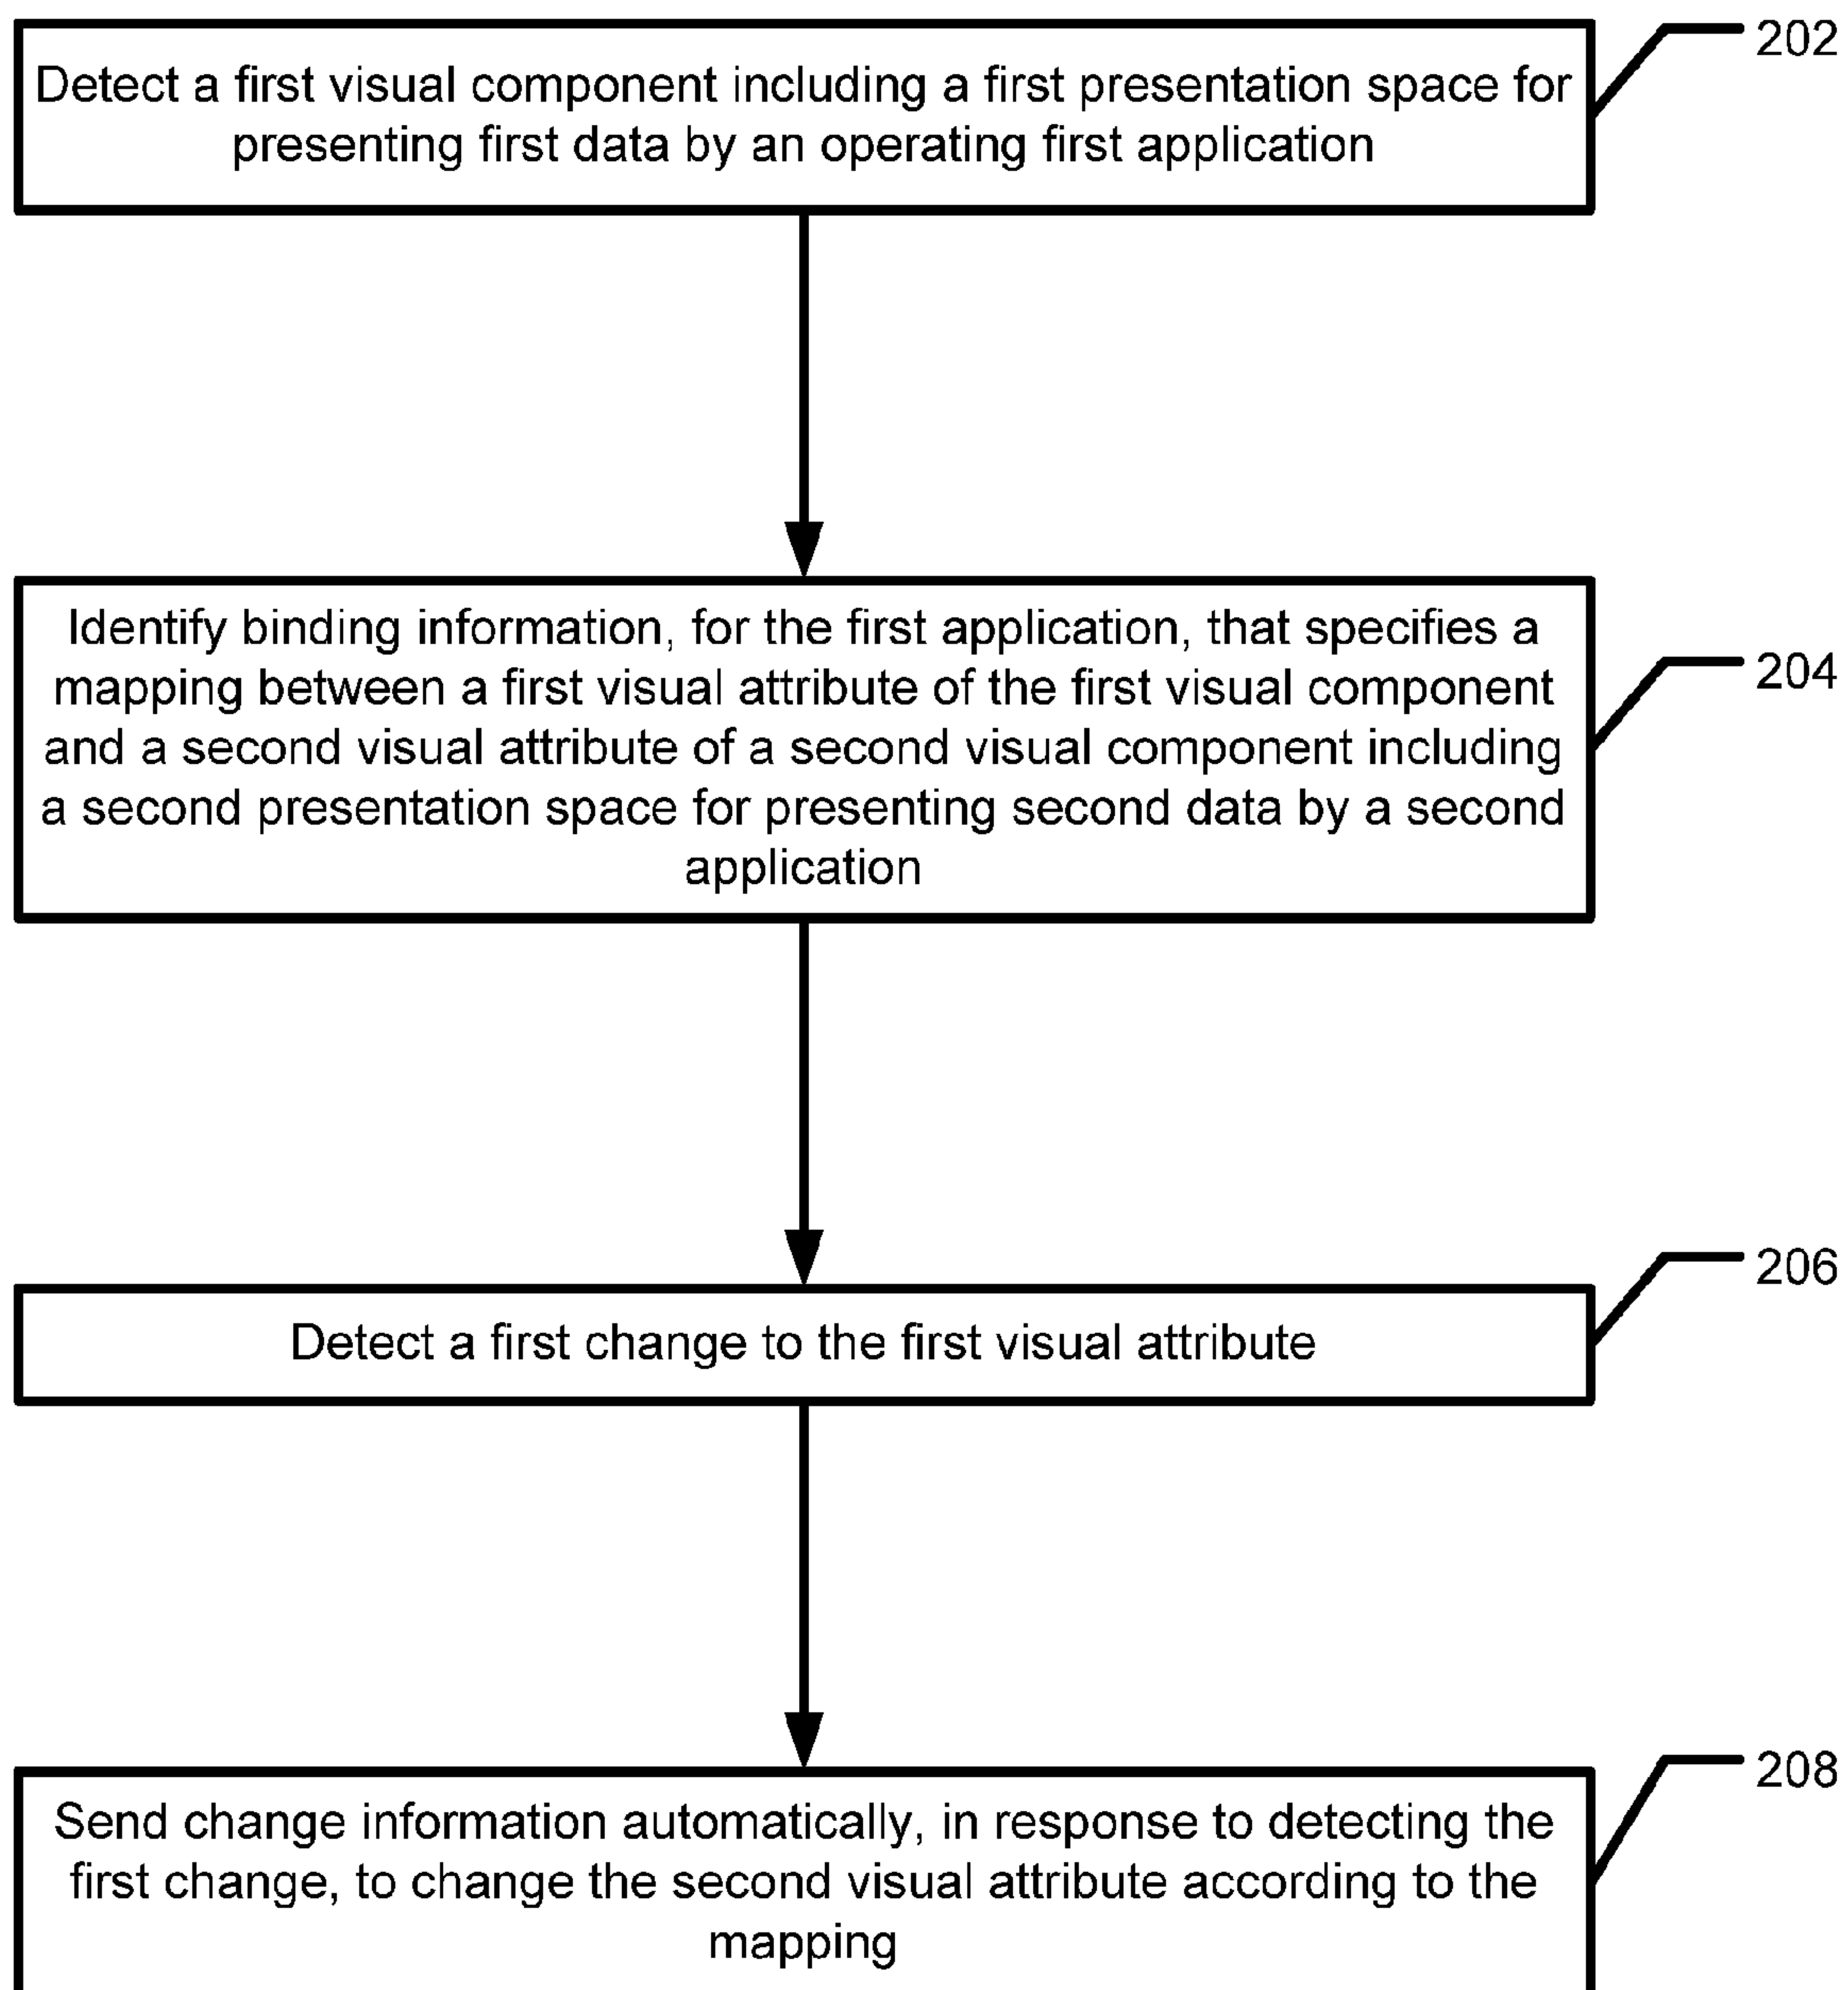 202
Detect a first visual component including a first presentation space for
presenting first data by an operating first application
204
Identify binding information, for the first application, that specifies a
mapping between a first visual attribute of the first visual component
and a second visual attribute of a second visual component including
a second presentation space for presenting second data by a second
application
206
Detect a first change to the first visual attribute
208
Send change information automatically, in response to detecting the
first change, to change the second visual attribute according to the
mapping